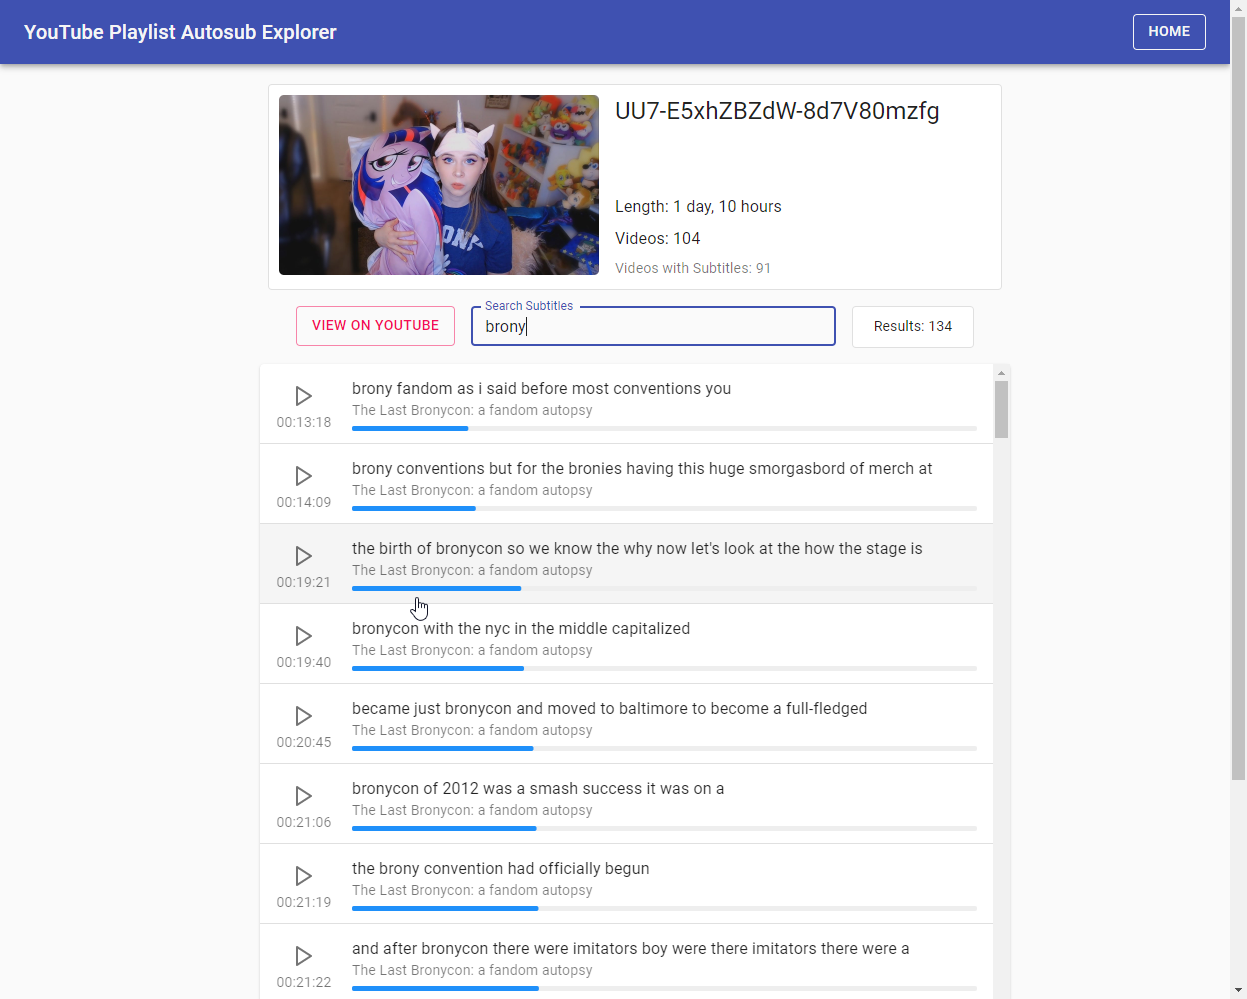 YouTube Playlist Autosub Explorer
HOME
UU7-E5xhZBZdW-8d7V80mzfg
Length: 1 day, 10 hours
Videos: 104
Videos with Subtitles: 91
VIEW ON YOUTUBE
Search Subtitles
brony
Results: 134
brony fandom as i said before most conventions you
The Last Bronycon: a fandom autopsy
00:13:18
brony conventions but for the bronies having this huge smorgasbord of merch at
The Last Bronycon: a fandom autopsy
00:14:09
the birth of bronycon so we know the why now let's look at the how the stage is
The Last Bronycon: a fandom autopsy
00:19:21
bronycon with the nyc in the middle capitalized
The Last Bronycon: a fandom autopsy
00:19:40
became just bronycon and moved to baltimore to become a full-fledged
The Last Bronycon: a fandom autopsy
00:20:45
bronycon of 2012 was a smash success it was on a
The Last Bronycon: a fandom autopsy
00:21:06
the brony convention had officially begun
The Last Bronycon: a fandom autopsy
00:21:19
and after bronycon there were imitators boy were there imitators there were a
The Last Bronycon: a fandom autopsy
00:21:22